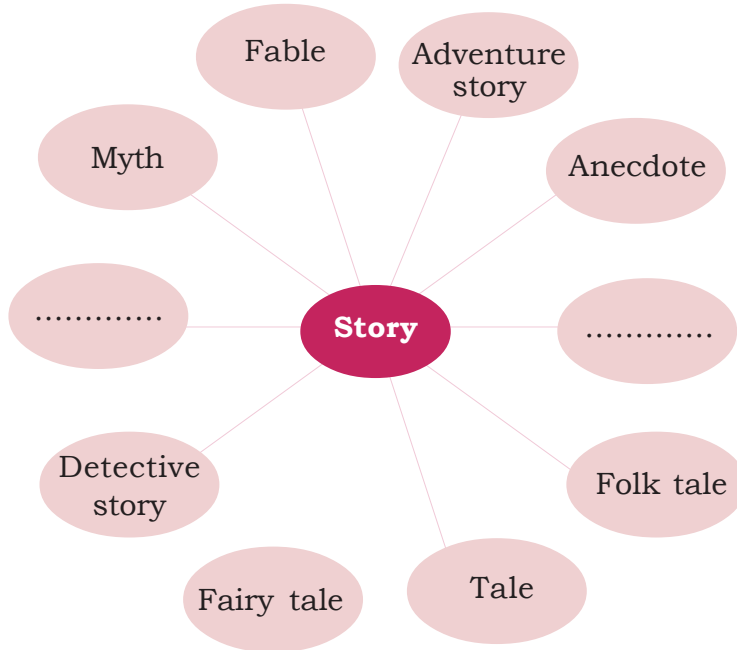 Fable
Adventure
story
Myth
Anecdote
.............
Story
.............
Detective
story
Folk tale
Fairy tale
Tale